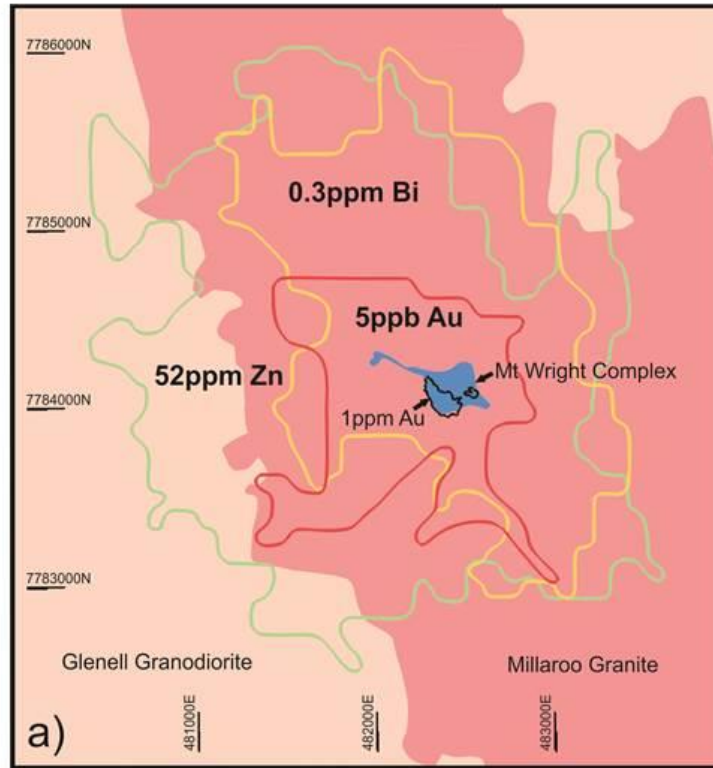 7786000N
0.3ppm Bi
7785000N
5ppb Au
52ppm Zn
Mt Wright Complex
7784000N
1ppm Au
7783000N
Glenell Granodiorite
Millaroo Granite
a)
481000E
482000E
483000E